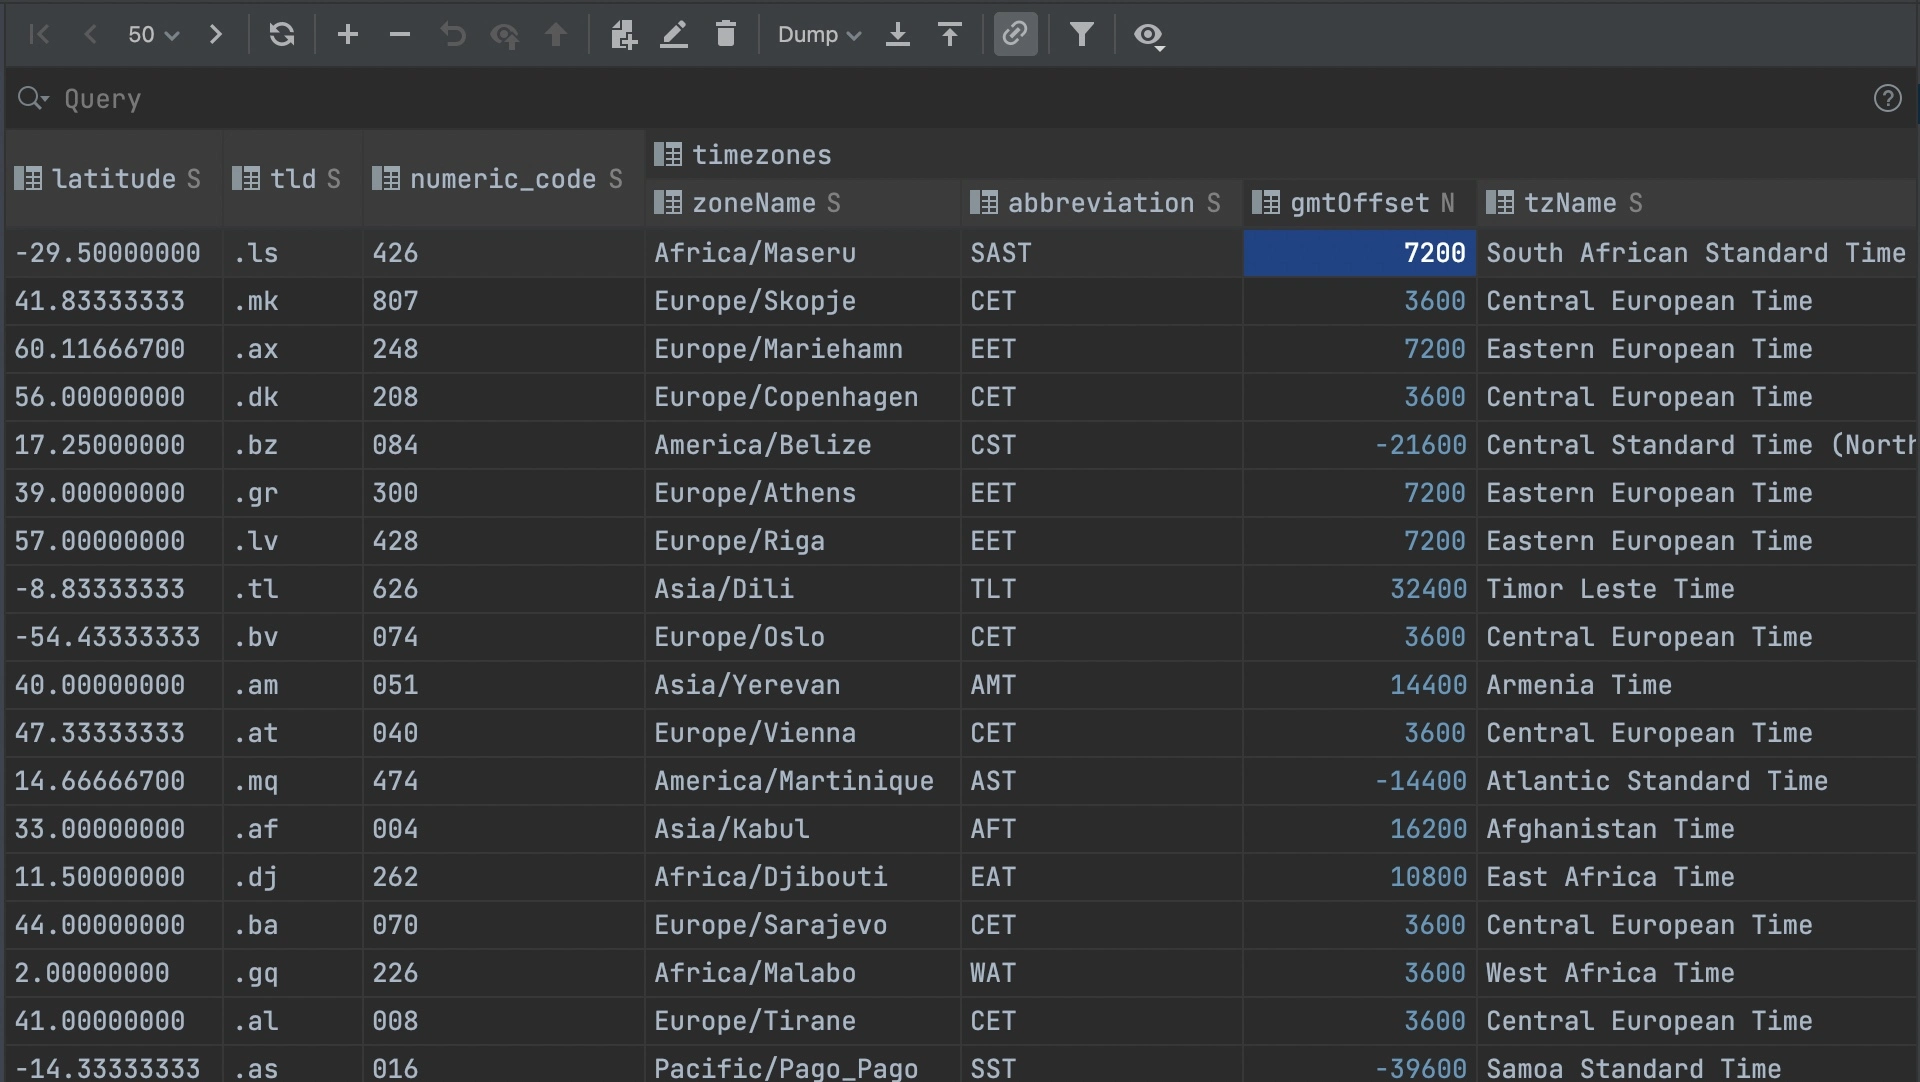 50 Dump
Query
latitude S tld S numeric_code S timezones
zoneName S abbreviation S gmtOffset N tzName S
-29.50000000 .ls 426 Africa/Maseru SAST 7200 South African Standard Time
41.83333333 .mk 807 Europe/Skopje CET 3600 Central European Time
60.11666700 .ax 248 Europe/Mariehamn EET 7200 Eastern European Time
56.00000000 .dk 208 Europe/Copenhagen CET 3600 Central European Time
17.25000000 .bz 084 America/Belize CST -21600 Central Standard Time (North
39.00000000 .gr 300 Europe/Athens EET 7200 Eastern European Time
57.00000000 .lv 428 Europe/Riga EET 7200 Eastern European Time
-8.83333333 .tl 626 Asia/Dili TLT 32400 Timor Leste Time
-54.43333333 .bv 074 Europe/Oslo CET 3600 Central European Time
40.00000000 .am 051 Asia/Yerevan AMT 14400 Armenia Time
47.33333333 .at 040 Europe/Vienna CET 3600 Central European Time
14.66666700 .mq 474 America/Martinique AST -14400 Atlantic Standard Time
33.00000000 .af 004 Asia/Kabul AFT 16200 Afghanistan Time
11.50000000 .dj 262 Africa/Djibouti EAT 10800 East Africa Time
44.00000000 .ba 070 Europe/Sarajevo CET 3600 Central European Time
2.00000000 .gq 226 Africa/Malabo WAT 3600 West Africa Time
41.00000000 .al 008 Europe/Tirane CET 3600 Central European Time
-14.33333333 .as 016 Pacific/Pago_Pago SST -39600 Samoa Standard Time